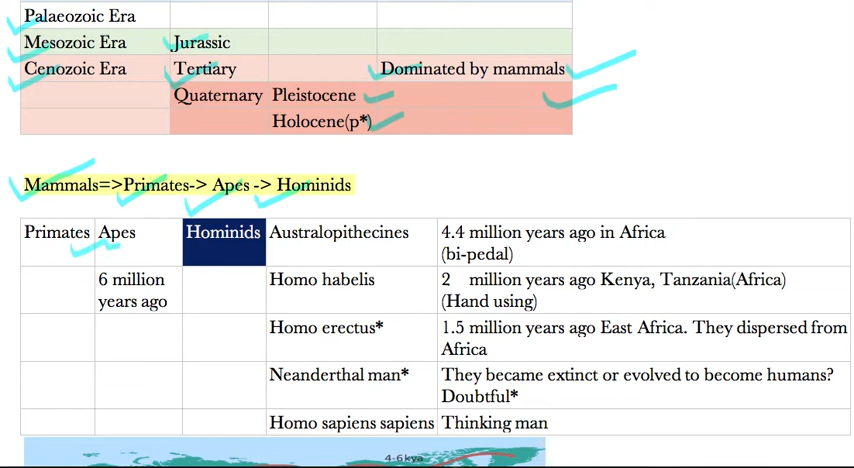 Palaeozoic Era
Mesozoic Era Jurassic
Cenozoic Era Tertiary Dominated by mammals
Quaternary Pleistocene
Holocene(p*)
Mammals=>Primates-> Apes -> Hominids
Primates Apes Hominids Australopithecines 4.4 million years ago in Africa
(bi-pedal)
6 million Homo habelis 2 million years ago Kenya, Tanzania(Africa)
years ago (Hand using)
Homo erectus* 1.5 million years ago East Africa. They dispersed from
Africa
Neanderthal man* They became extinct or evolved to become humans?
Doubtful*
Homo sapiens sapiens Thinking man
4-6kya